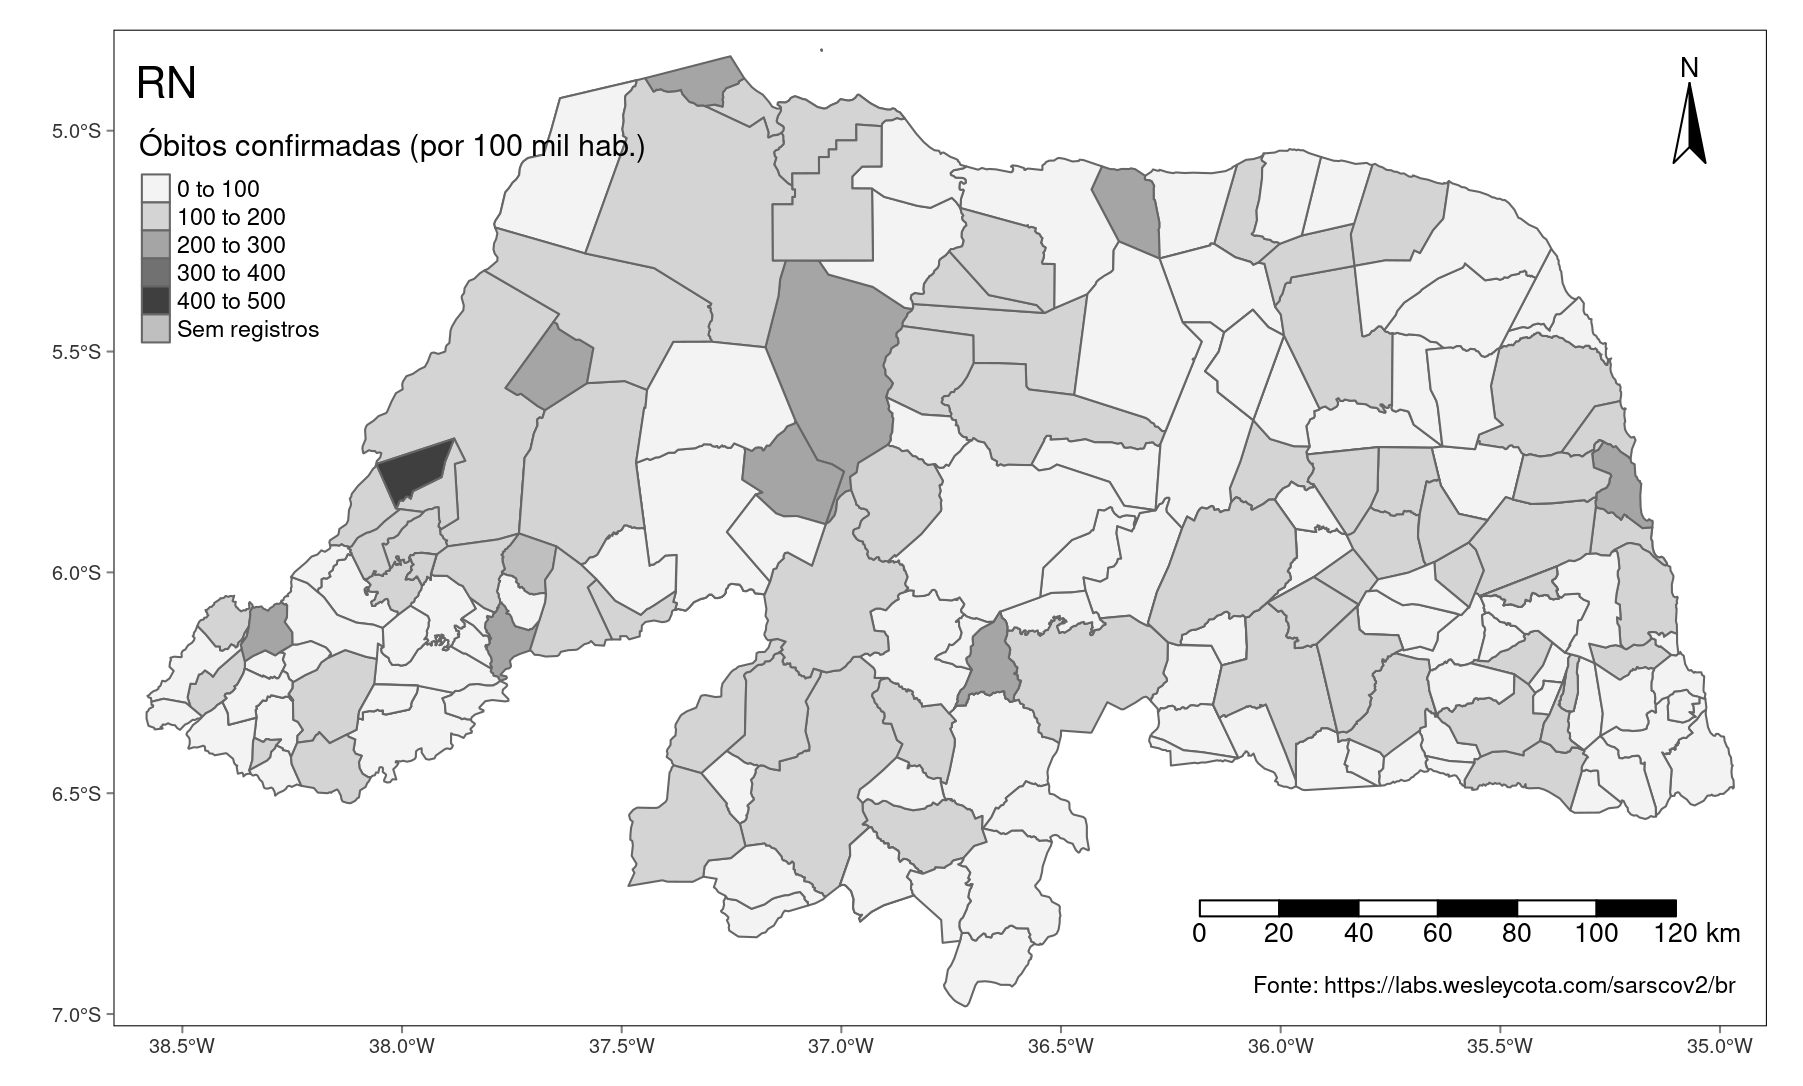 RN
N
Óbitos confirmadas (por 100 mil hab.)
0 to 100
100 to 200
200 to 300
300 to 400
400 to 500
Sem registros
5.0°S
5.5°S
6.0°S
6.5°S
7.0°S
0 20 40 60 80 100 120 km
Fonte: https://labs.wesleycota.com/sarscov2/br
38.5°W 38.0°W 37.5°W 37.0°W 36.5°W 36.0°W 35.5°W 35.0°W